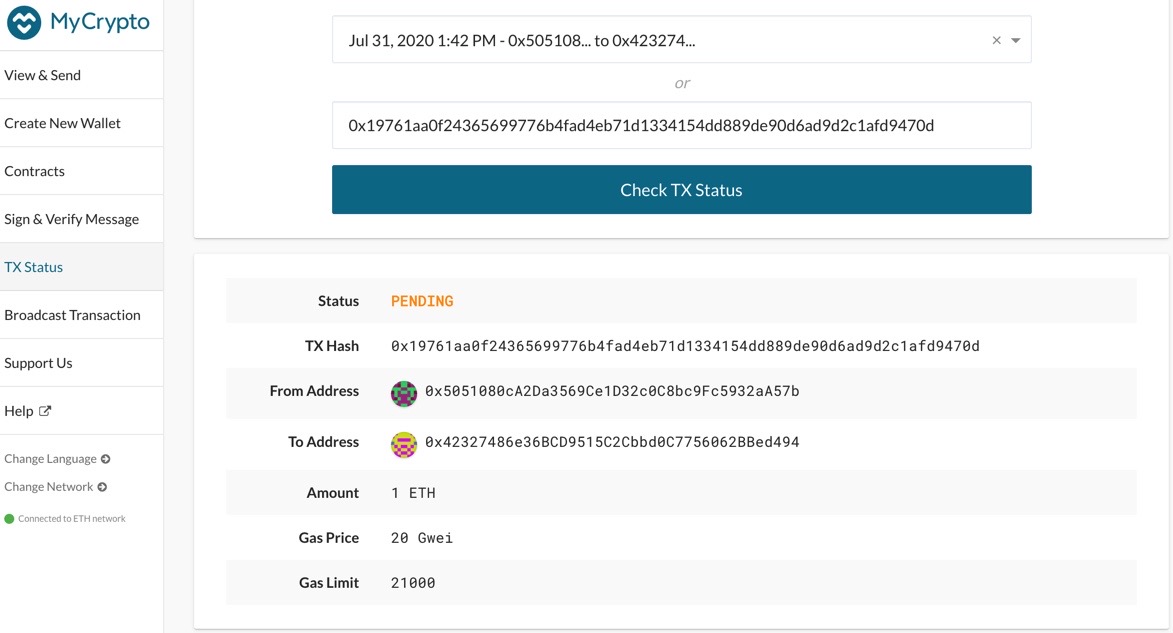 MyCrypto
View & Send
Create New Wallet
Contracts
Sign & Verify Message
TX Status
Broadcast Transaction
Support Us
Help
Change Language
Change Network
Connected to ETH network
Jul 31, 2020 1:42 PM - 0x505108... to 0x423274...
or
0x19761aa0f24365699776b4fad4eb71d1334154dd889de90d6ad9d2c1afd9470d
Check TX Status
Status PENDING
TX Hash 0x19761aa0f24365699776b4fad4eb71d1334154dd889de90d6ad9d2c1afd9470d
From Address 0x5051080cA2Da3569Ce1D32c0C8bc9Fc5932aA57b
To Address 0x42327486e36BCD9515C2Cbbd0C7756062BBed494
Amount 1 ETH
Gas Price 20 Gwei
Gas Limit 21000